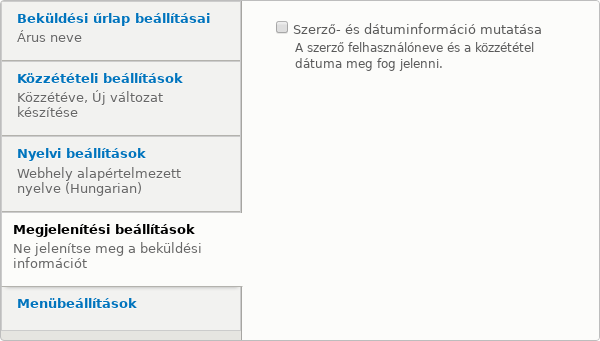 Beküldési űrlap beállításai
Árus neve
Közzétételi beállítások
Közzétéve, Új változat
készítése
Nyelvi beállítások
Webhely alapértelmezett
nyelve (Hungarian)
Megjelenítési beállítások
Ne jelenítse meg a beküldési
információt
Menübeállítások
Szerző- és dátuminformáció mutatása
A szerző felhasználóneve és a közzététel
dátuma meg fog jelenni.